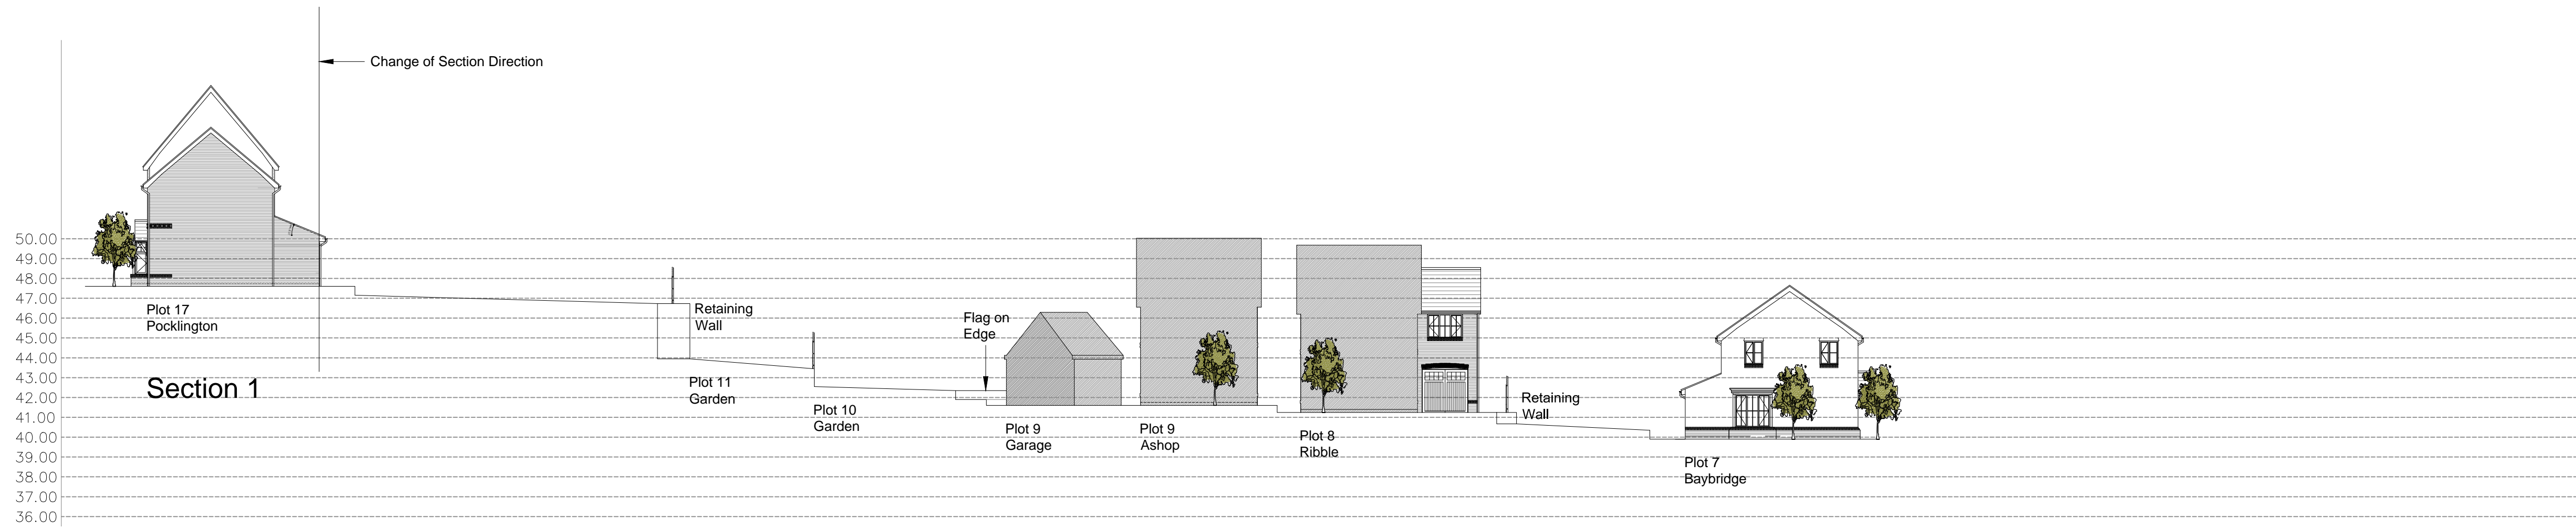 Change of Section Direction
50.00
49.00
48.00
47.00
46.00
45.00
44.00
43.00
42.00
41.00
40.00
39.00
38.00
37.00
36.00
Plot 17
Pocklington
Section 1
Retaining
Wall
Plot 11
Garden
Plot 10
Garden
Flag on
Edge
Plot 9
Garage
Plot 9
Ashop
Plot 8
Ribble
Retaining
Wall
Plot 7
Baybridge